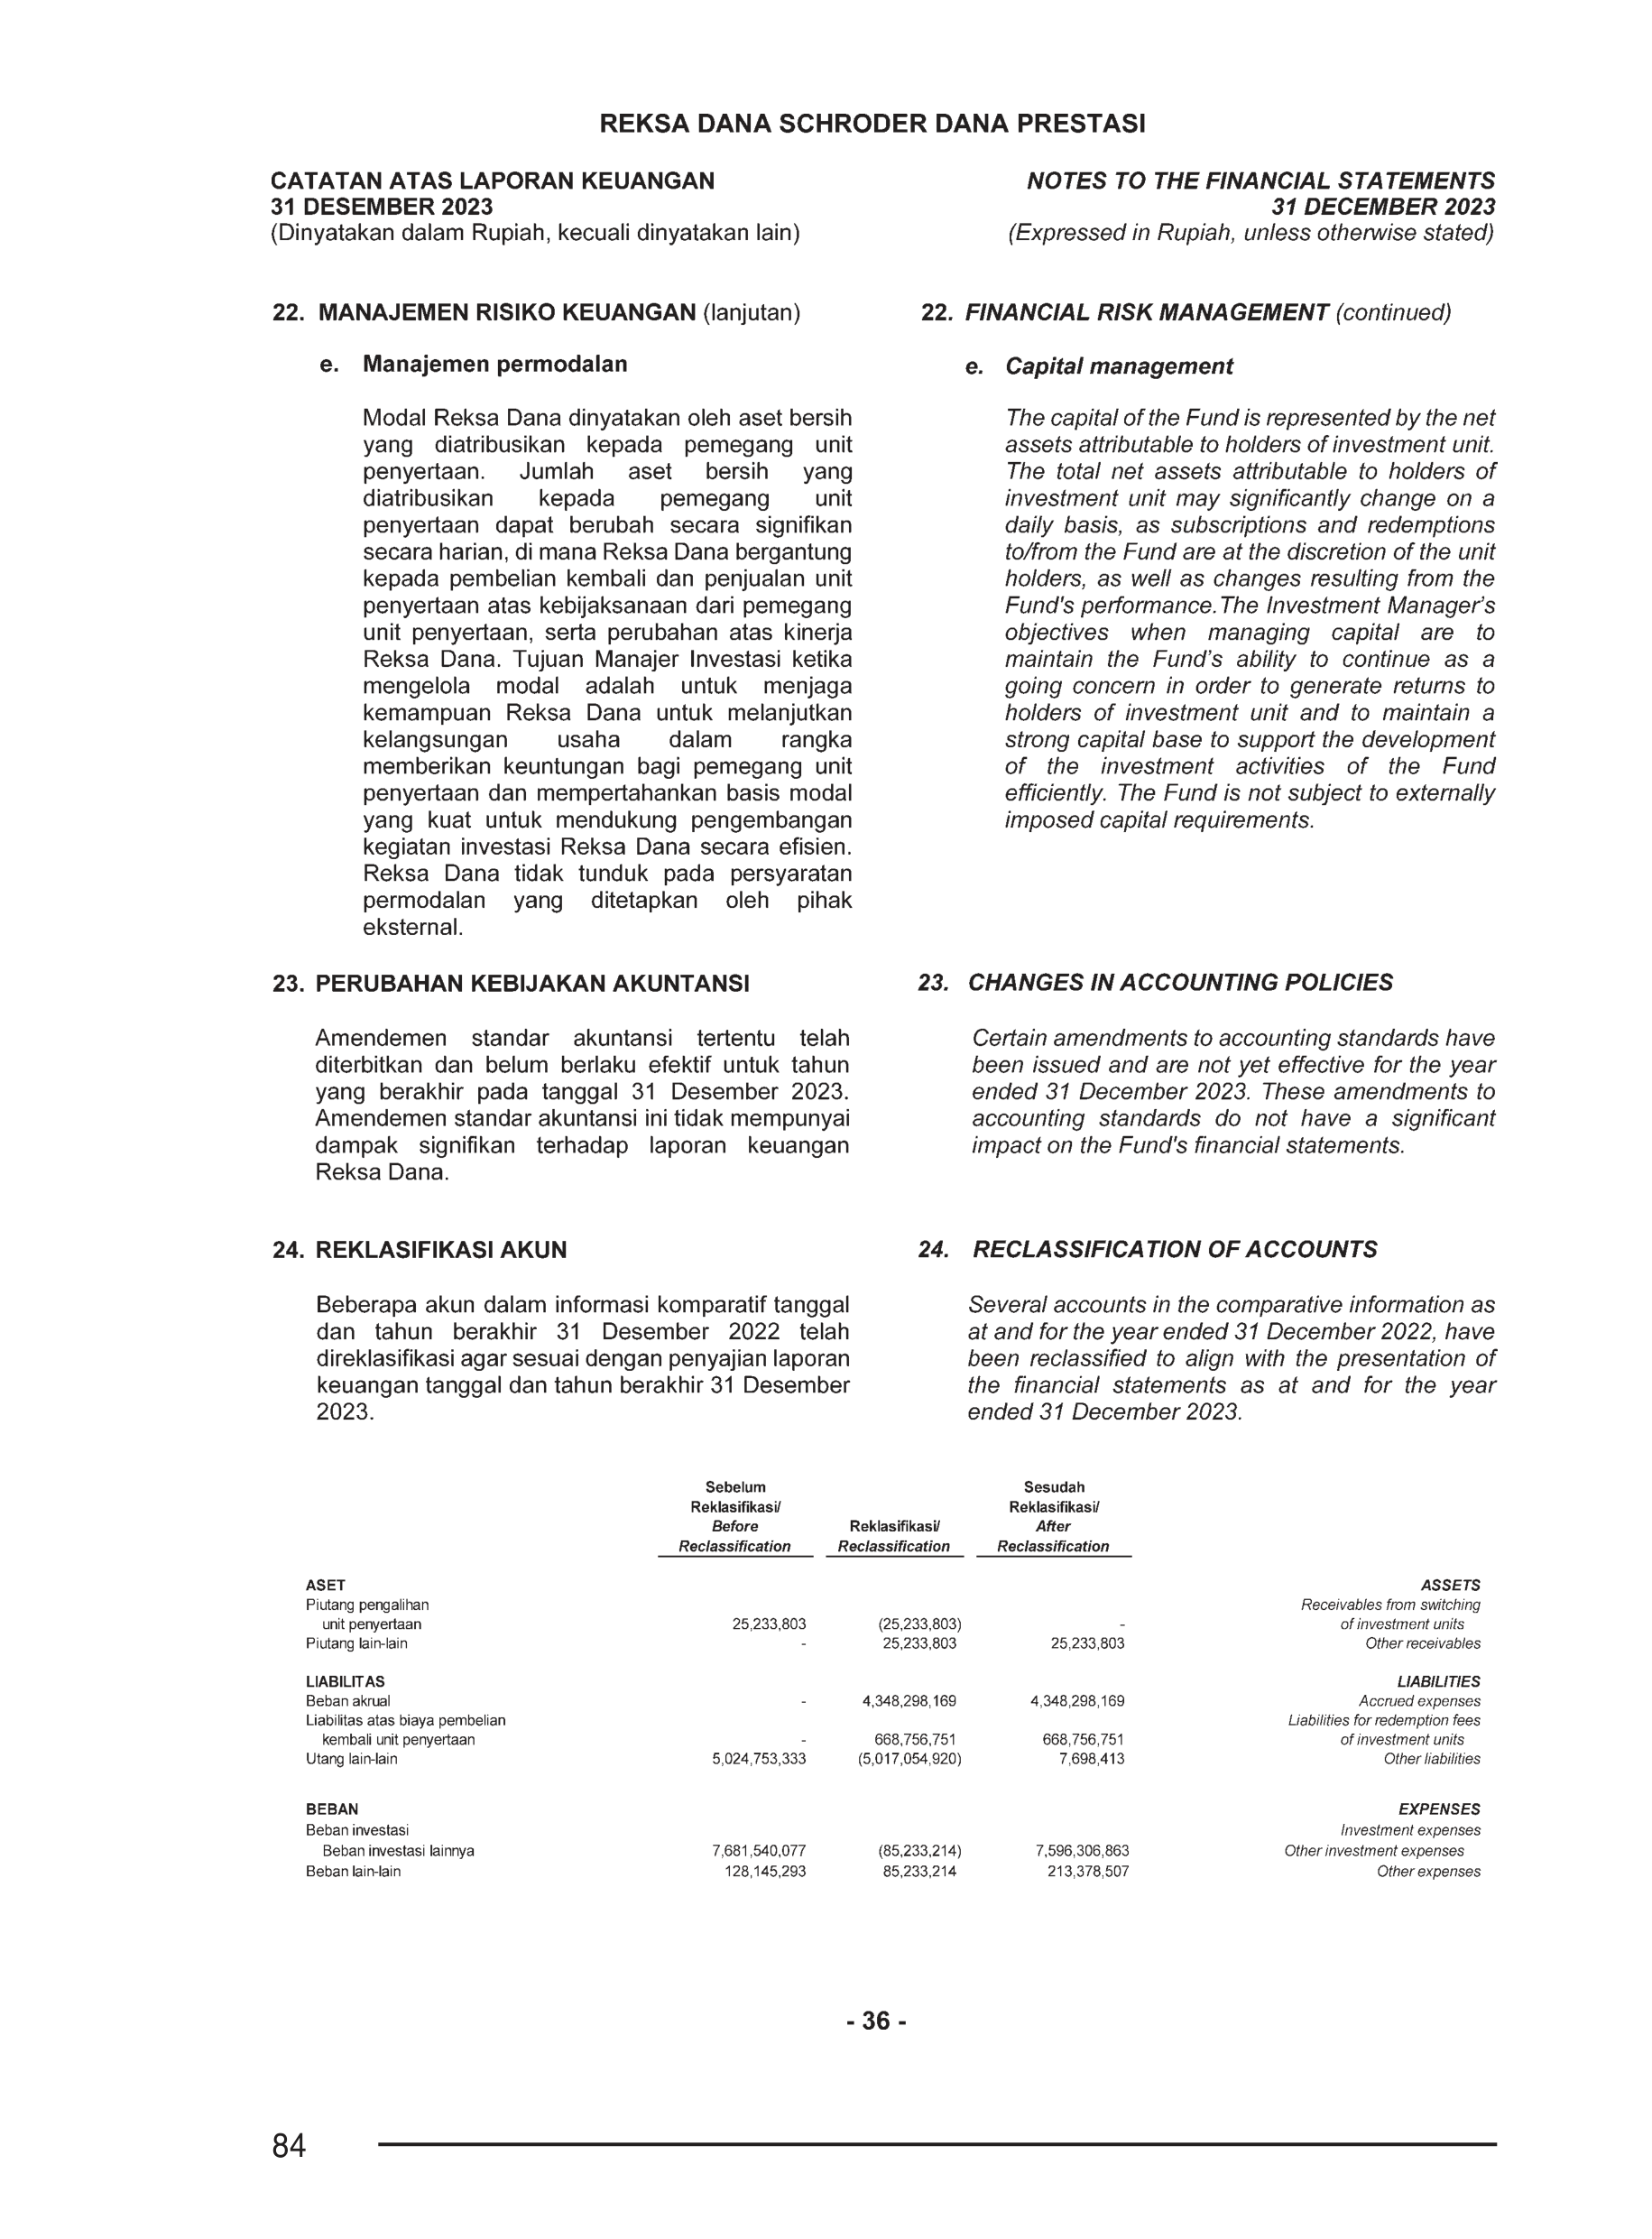 REKSA DANA SCHRODER DANA PRESTASI
CATATAN ATAS LAPORAN KEUANGAN
31 DESEMBER 2023
(Dinyatakan dalam Rupiah, kecuali dinyatakan lain)
NOTES TO THE FINANCIAL STATEMENTS
31 DECEMBER 2023
(Expressed in Rupiah, unless otherwise stated)
22. MANAJEMEN RISIKO KEUANGAN (lanjutan)
e. Manajemen permodalan
Modal Reksa Dana dinyatakan oleh aset bersih
yang diatribusikan kepada pemegang unit
penyertaan. Jumlah aset bersih yang
diatribusikan kepada pemegang unit
penyertaan dapat berubah secara signifikan
secara harian, di mana Reksa Dana bergantung
kepada pembelian kembali dan penjualan unit
penyertaan atas kebijaksanaan dari pemegang
unit penyertaan, serta perubahan atas kinerja
Reksa Dana. Tujuan Manajer Investasi ketika
mengelola modal adalah untuk menjaga
kemampuan Reksa Dana untuk melanjutkan
kelangsungan usaha dalam rangka
memberikan keuntungan bagi pemegang unit
penyertaan dan mempertahankan basis modal
yang kuat untuk mendukung pengembangan
kegiatan investasi Reksa Dana secara efisien.
Reksa Dana tidak tunduk pada persyaratan
permodalan yang ditetapkan oleh pihak
eksternal.
22. FINANCIAL RISK MANAGEMENT (continued)
e. Capital management
The capital of the Fund is represented by the net
assets attributable to holders of investment unit.
The total net assets attributable to holders of
investment unit may significantly change on a
daily basis, as subscriptions and redemptions
to/from the Fund are at the discretion of the unit
holders, as well as changes resulting from the
Fund's performance.The Investment Manager’s
objectives when managing capital are to
maintain the Fund’s ability to continue as a
going concern in order to generate returns to
holders of investment unit and to maintain a
strong capital base to support the development
of the investment activities of the Fund
efficiently. The Fund is not subject to externally
imposed capital requirements.
23. PERUBAHAN KEBIJAKAN AKUNTANSI
Amendemen standar akuntansi tertentu telah
diterbitkan dan belum berlaku efektif untuk tahun
yang berakhir pada tanggal 31 Desember 2023.
Amendemen standar akuntansi ini tidak mempunyai
dampak signifikan terhadap laporan keuangan
Reksa Dana.
23. CHANGES IN ACCOUNTING POLICIES
Certain amendments to accounting standards have
been issued and are not yet effective for the year
ended 31 December 2023. These amendments to
accounting standards do not have a significant
impact on the Fund's financial statements.
24. REKLASIFIKASI AKUN
Beberapa akun dalam informasi komparatif tanggal
dan tahun berakhir 31 Desember 2022 telah
direklasifikasi agar sesuai dengan penyajian laporan
keuangan tanggal dan tahun berakhir 31 Desember
2023.
24. RECLASSIFICATION OF ACCOUNTS
Several accounts in the comparative information as
at and for the year ended 31 December 2022, have
been reclassified to align with the presentation of
the financial statements as at and for the year
ended 31 December 2023.
Sebelum Sesudah
Reklasifikasi/ Reklasifikasi/
Before Reklasifikasi/ After
Reclassification Reclassification Reclassification
ASET ASSETS
Piutang pengalihan Receivables from switching
unit penyertaan 25,233,803 (25,233,803) - of investment units
Piutang lain-lain - 25,233,803 25,233,803 Other receivables
LIABILITAS LIABILITIES
Beban akrual - 4,348,298,169 4,348,298,169 Accrued expenses
Liabilitas atas biaya pembelian Liabilities for redemption fees
kembali unit penyertaan - 668,756,751 668,756,751 of investment units
Utang lain-lain 5,024,753,333 (5,017,054,920) 7,698,413 Other liabilities
BEBAN EXPENSES
Beban investasi Investment expenses
Beban investasi lainnya 7,681,540,077 (85,233,214) 7,596,306,863 Other investment expenses
Beban lain-lain 128,145,293 85,233,214 213,378,507 Other expenses
- 36 -
84